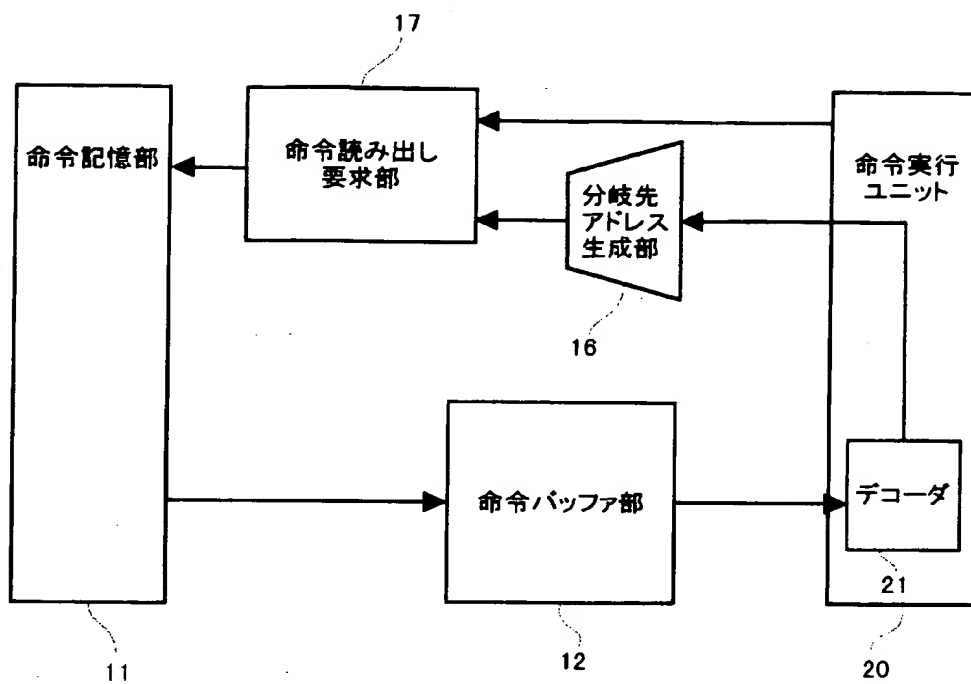 17
命令記憶部
命令読み出し
要求部
分岐先
アドレス
生成部
命令実行
ユニット
16
命令バッファ部
デコーダ
21
11
12
20